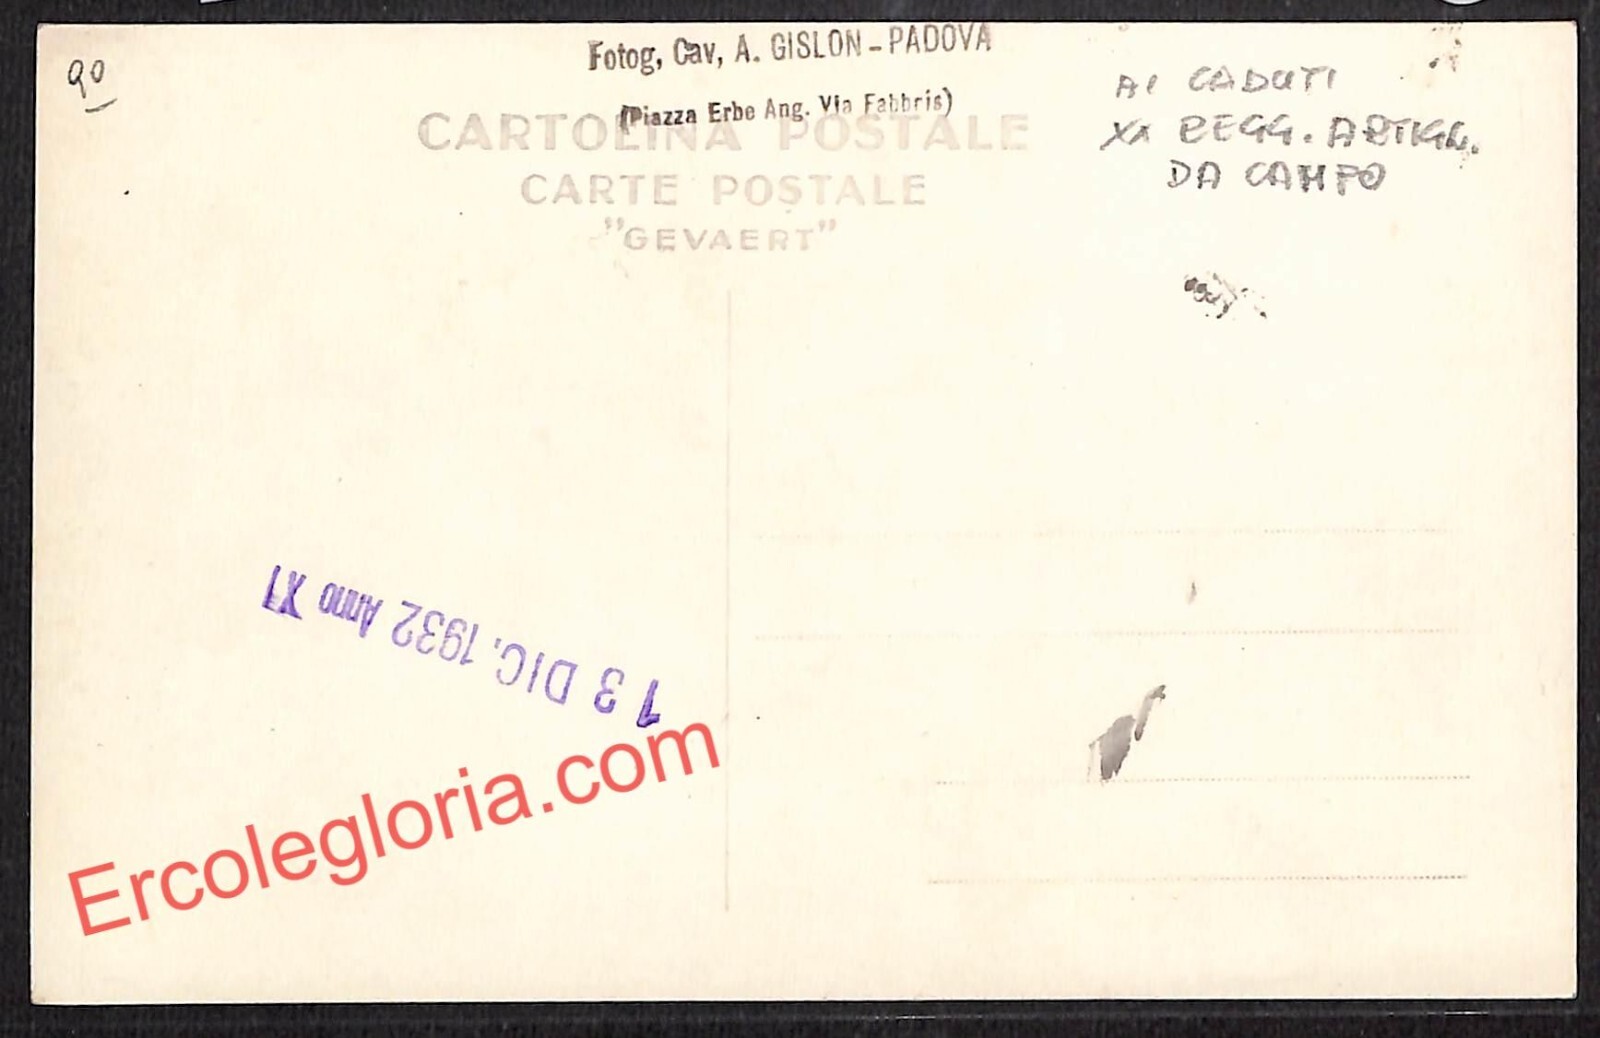 90
Fotog, Cav, A. GISLON - PADOVA
(Piazza Erbe Ang. Via Fabbris)
CARTOLINA POSTALE
CARTE POSTALE
"GEVAERT"
AI CADUTI
XX REGG. ARTIGL.
DA CAMPO
13 DIC. 1932 Anno XI
Ercolegloria.com